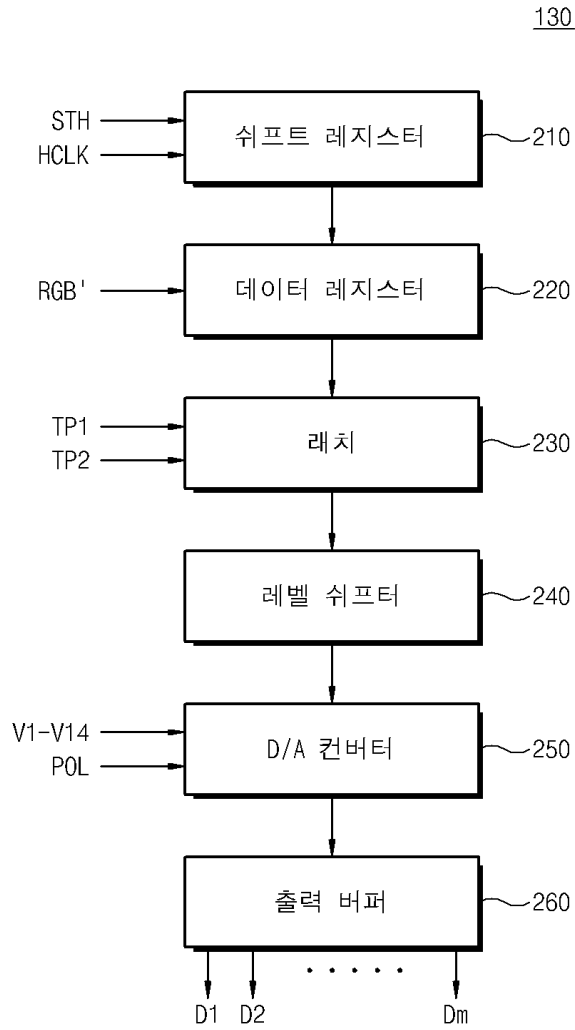 130
STH
HCLK
쉬프트 레지스터
210
RGB'
데이터 레지스터
220
TP1
TP2
래치
230
레벨 쉬프터
240
V1-V14
POL
D/A 컨버터
250
출력 버퍼
260
D1 D2 ..... Dm